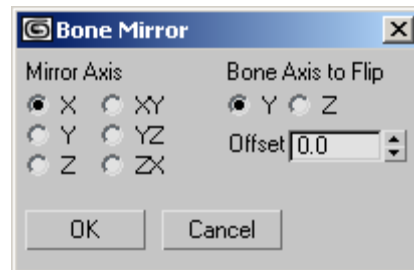 Bone Mirror
Mirror Axis
Bone Axis to Flip
X XY
Y Z
Y YZ
Offset 0.0
Z ZX
OK Cancel